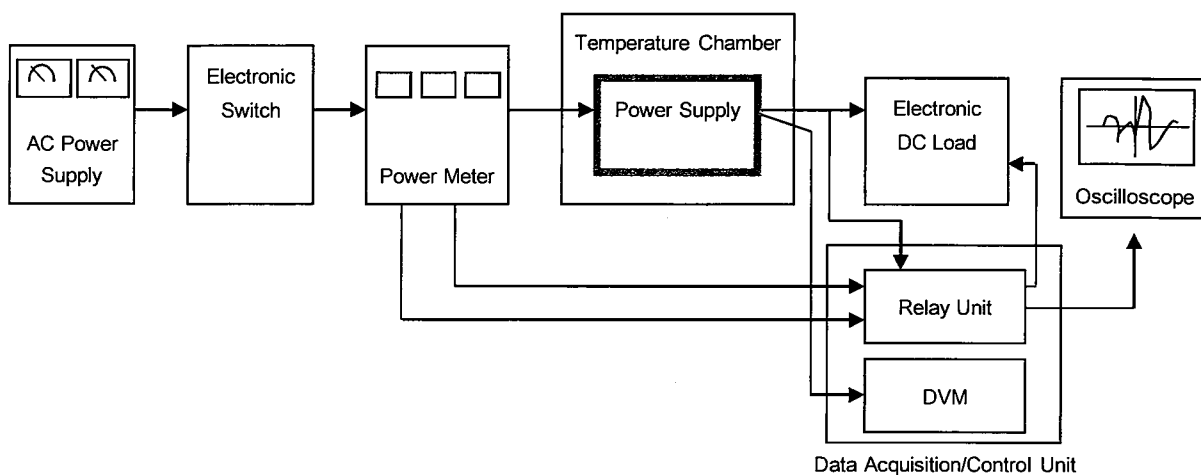 AC Power
Supply
Electronic
Switch
Power Meter
Temperature Chamber
Power Supply
Electronic
DC Load
Oscilloscope
Relay Unit
DVM
Data Acquisition/Control Unit